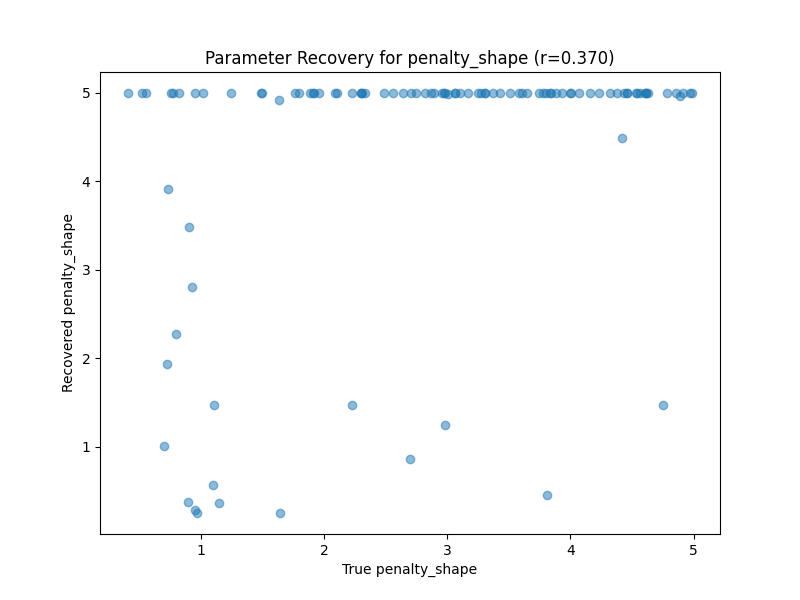 Parameter Recovery for penalty_shape (r=0.370)
Recovered penalty_shape
5
4
3
2
1
1 2 3 4 5
True penalty_shape